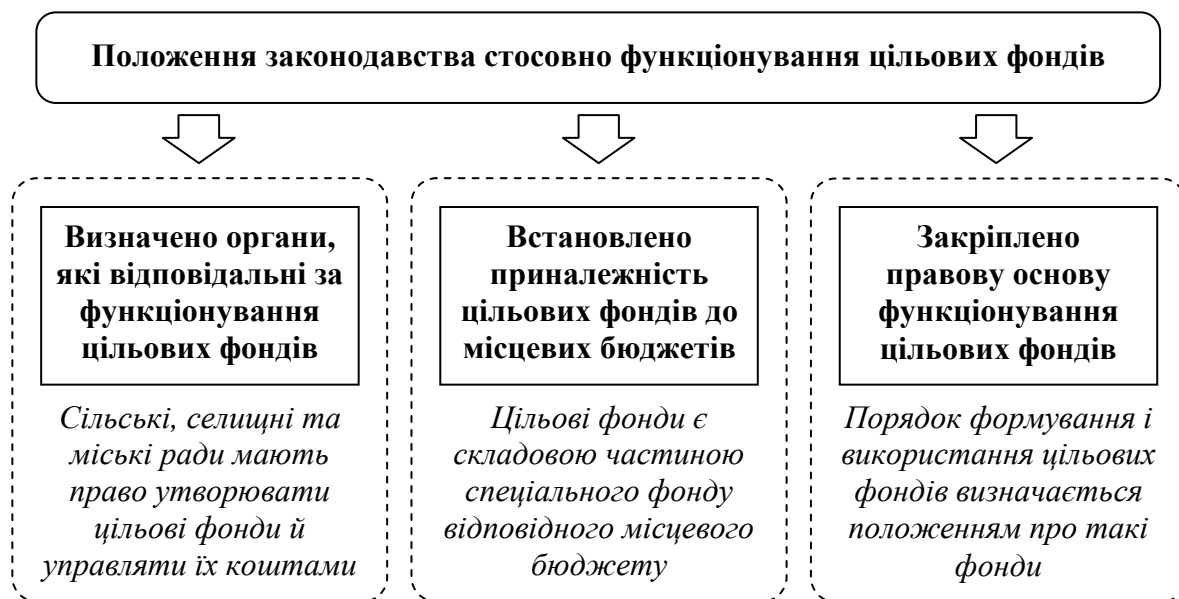 Положення законодавства стосовно функціонування цільових фондів
Визначено органи,
які відповідальні за
функціонування
цільових фондів
Сільські, селищні та
міські ради мають
право утворювати
цільові фонди й
управляти їх коштами
Встановлено
приналежність
цільових фондів до
місцевих бюджетів
Цільові фонди є
складовою частиною
спеціального фонду
відповідного місцевого
бюджету
Закріплено
правову основу
функціонування
цільових фондів
Порядок формування і
використання цільових
фондів визначається
положенням про такі
фонди